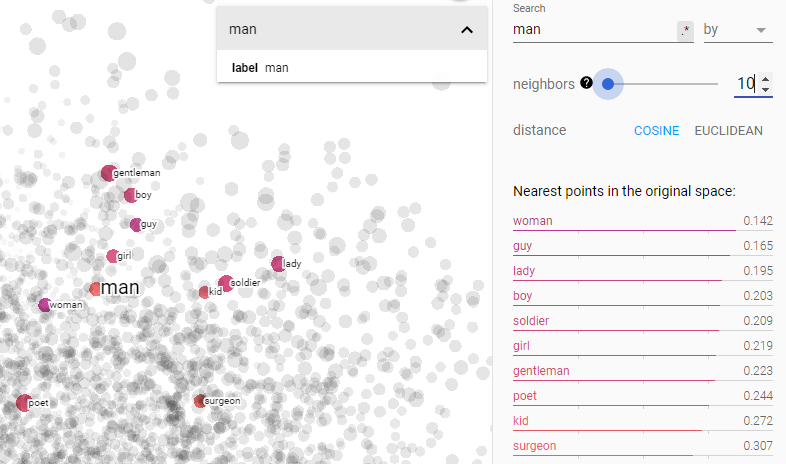 man
label man
gentleman
boy
guy
girl
lady
man
soldier
kid
woman
poet
surgeon
Search
man .* by
neighbors ? 10
distance COSINE EUCLIDEAN
Nearest points in the original space:
woman 0.142
guy 0.165
lady 0.195
boy 0.203
soldier 0.209
girl 0.219
gentleman 0.223
poet 0.244
kid 0.272
surgeon 0.307